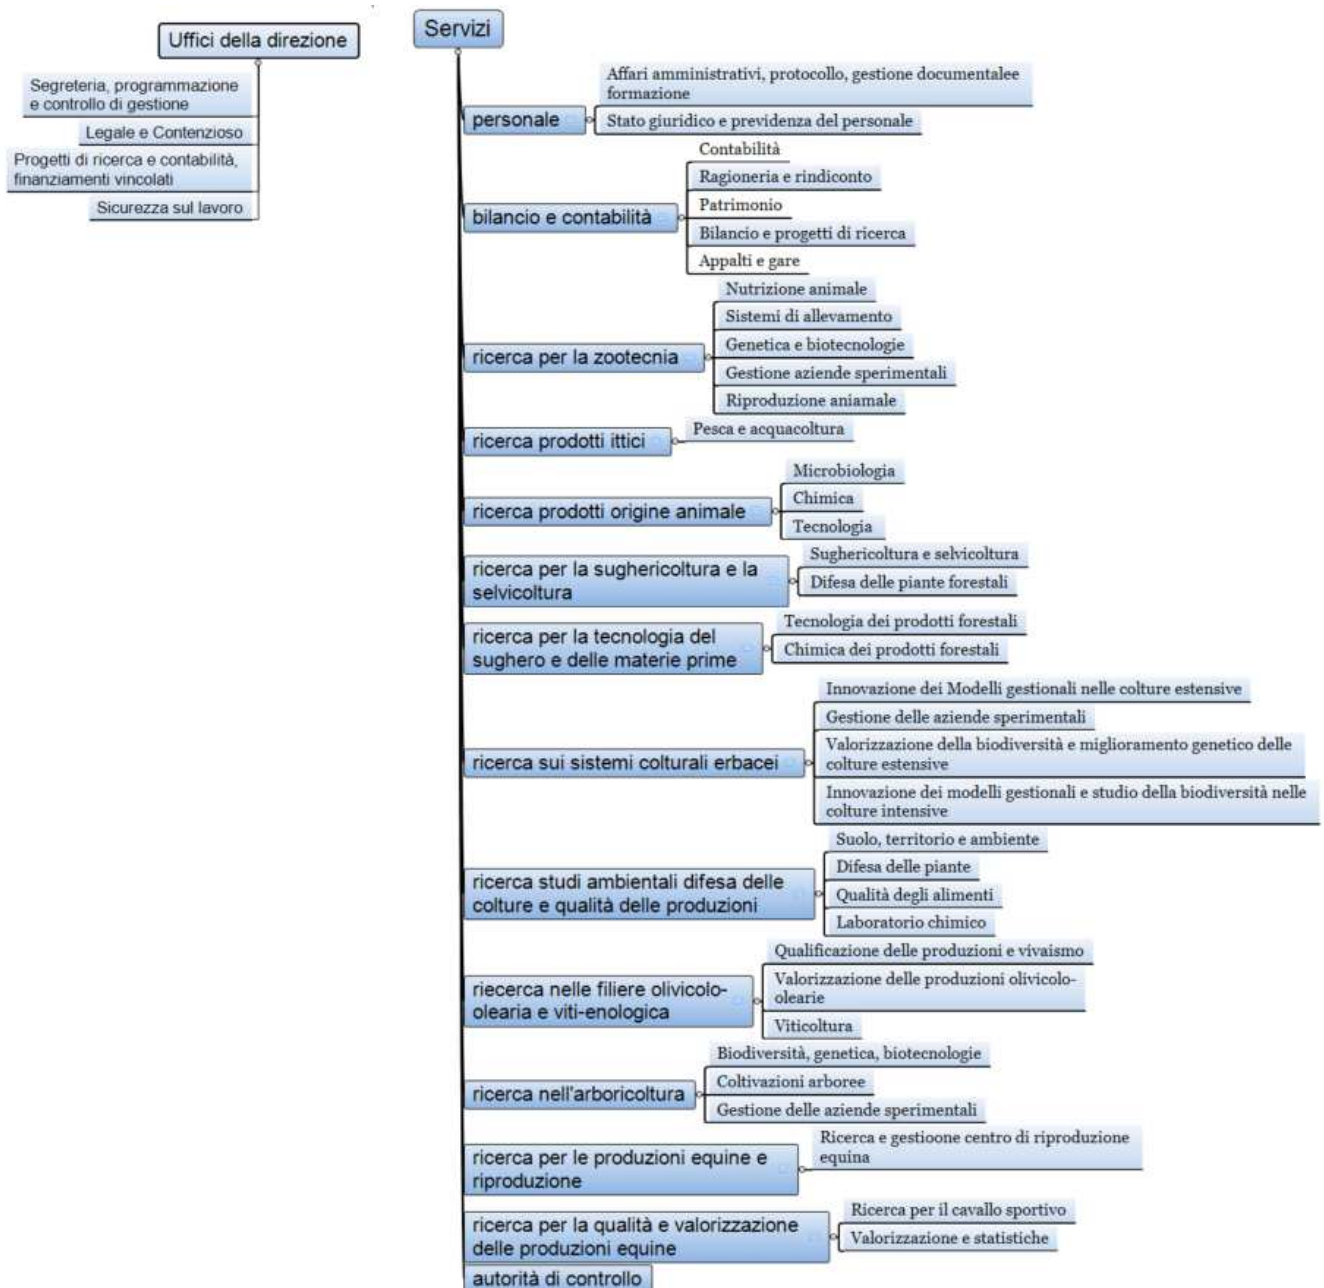 Uffici della direzione
Segreteria, programmazione
e controllo di gestione
Legale e Contenzioso
Progetti di ricerca e contabilità,
finanziamenti vincolati
Sicurezza sul lavoro
Servizi
personale
Affari amministrativi, protocollo, gestione documentalee
formazione
Stato giuridico e previdenza del personale
bilancio e contabilità
Contabilità
Ragioneria e rindiconto
Patrimonio
Bilancio e progetti di ricerca
Appalti e gare
ricerca per la zootecnia
Nutrizione animale
Sistemi di allevamento
Genetica e biotecnologie
Gestione aziende sperimentali
Riproduzione aniamale
ricerca prodotti ittici
Pesca e acquacoltura
ricerca prodotti origine animale
Microbiologia
Chimica
Tecnologia
ricerca per la sughericoltura e la
selvicoltura
Sughericoltura e selvicoltura
Difesa delle piante forestali
ricerca per la tecnologia del
sughero e delle materie prime
Tecnologia dei prodotti forestali
Chimica dei prodotti forestali
ricerca sui sistemi colturali erbacei
Innovazione dei Modelli gestionali nelle colture estensive
Gestione delle aziende sperimentali
Valorizzazione della biodiversità e miglioramento genetico delle
colture estensive
Innovazione dei modelli gestionali e studio della biodiversità nelle
colture intensive
ricerca studi ambientali difesa delle
colture e qualità delle produzioni
Suolo, territorio e ambiente
Difesa delle piante
Qualità degli alimenti
Laboratorio chimico
riecerca nelle filiere olivicolo-
olearia e viti-enologica
Qualificazione delle produzioni e vivaismo
Valorizzazione delle produzioni olivicolo-
olearie
Viticoltura
ricerca nell'arboricoltura
Biodiversità, genetica, biotecnologie
Coltivazioni arboree
Gestione delle aziende sperimentali
ricerca per le produzioni equine e
riproduzione
Ricerca e gestioone centro di riproduzione
equina
ricerca per la qualità e valorizzazione
delle produzioni equine
Ricerca per il cavallo sportivo
Valorizzazione e statistiche
autorità di controllo